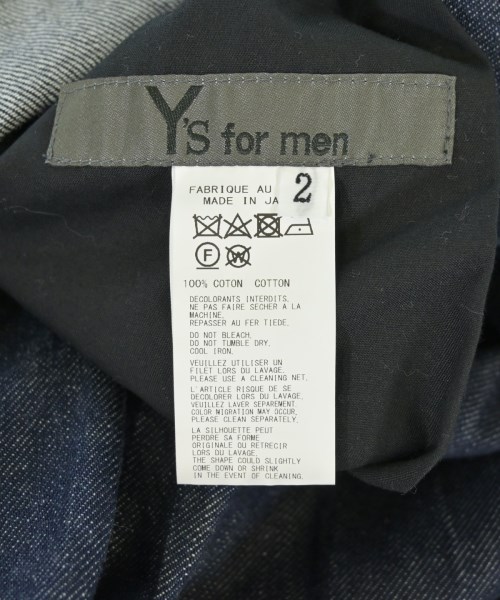 Y's for men
FABRIQUE AU
2
MADE IN JA
F
W
100% COTON COTTON
DECOLORANTS INTERDITS.
NE PAS FAIRE SECHER A LA
MACHINE.
REPASSER AU FER TIEDE.
DO NOT BLEACH.
DO NOT TUMBLE DRY.
COOL IRON.
VEUILLEZ UTILISER UN
FILET LORS DU LAVAGE.
PLEASE USE A CLEANING NET.
L'ARTICLE RISQUE DE SE
DECOLORER LORS DU LAVAGE.
VEUILLEZ LAVER SEPAREMENT.
COLOR MIGRATION MAY OCCUR,
PLEASE CLEAN SEPARATELY.
LA SILHOUETTE PEUT
PERDRE SA FORME
ORIGINALE OU RETRECIR
LORS DU LAVAGE.
THE SHAPE COULD SLIGHTLY
COME DOWN OR SHRINK
IN THE EVENT OF CLEANING.